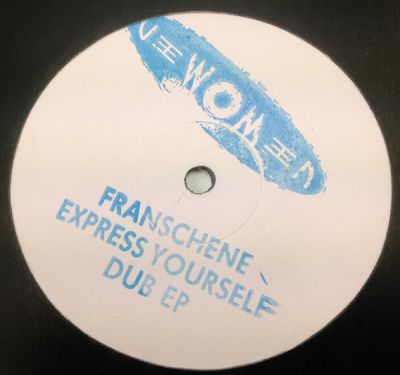 WOM
FRANSCHENE
EXPRESS YOURSELF
DUB EP